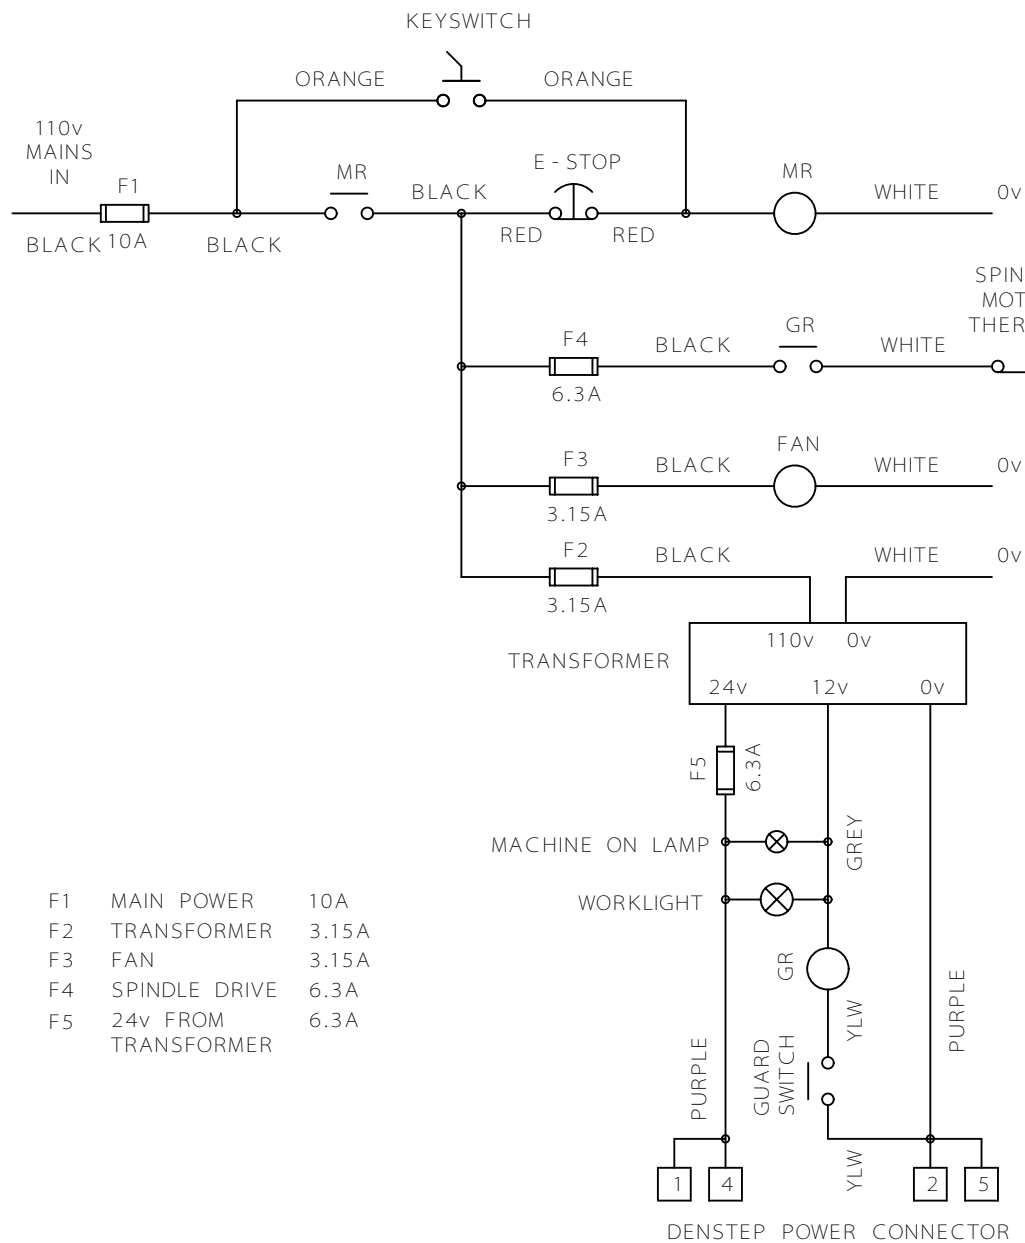 KEYSWITCH
ORANGE
ORANGE
110v
MAINS
IN
F1
MR
BLACK
E - STOP
MR
WHITE
0v
BLACK
10A
BLACK
RED
RED
SPIN
MOT
THER
F4
BLACK
GR
WHITE
6.3A
F3
BLACK
FAN
WHITE
0v
3.15A
F2
BLACK
WHITE
0v
3.15A
TRANSFORMER
110v
0v
24v
12v
0v
F5
6.3A
MACHINE ON LAMP
GREY
WORKLIGHT
F1 MAIN POWER 10A
F2 TRANSFORMER 3.15A
F3 FAN 3.15A
F4 SPINDLE DRIVE 6.3A
F5 24v FROM 6.3A
TRANSFORMER
GR
YLW
PURPLE
PURPLE
GUARD
SWITCH
YLW
1
4
2
5
DENSTEP POWER CONNECTOR